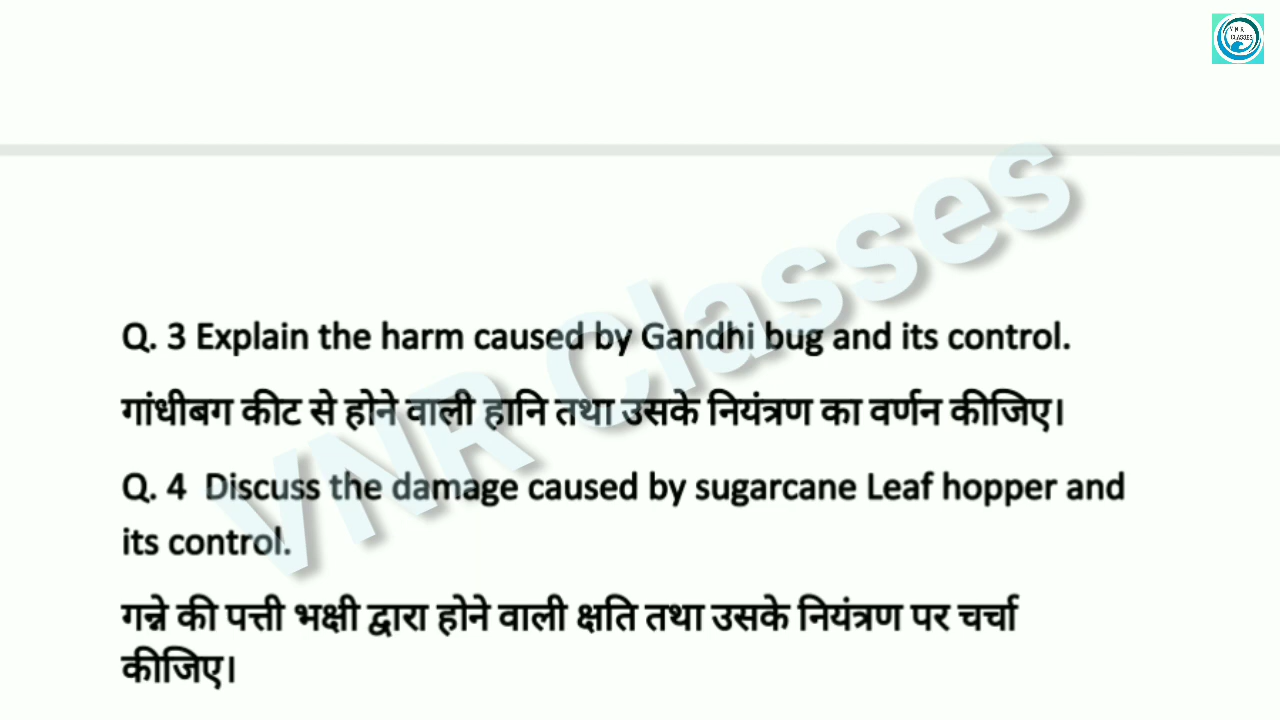 V N R
CLASSES
VNR Classes
Q. 3 Explain the harm caused by Gandhi bug and its control.
गांधीबग कीट से होने वाली हानि तथा उसके नियंत्रण का वर्णन कीजिए।
Q. 4 Discuss the damage caused by sugarcane Leaf hopper and
its control.
गन्ने की पत्ती भक्षी द्वारा होने वाली क्षति तथा उसके नियंत्रण पर चर्चा
कीजिए।